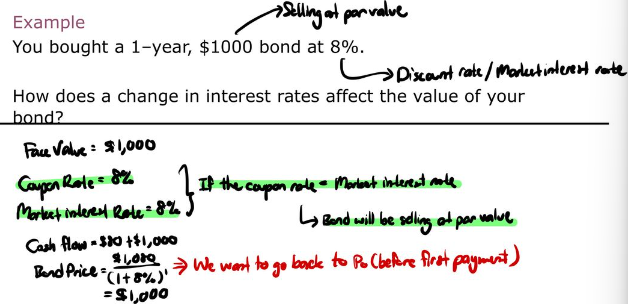 Example
→ Selling at par value
You bought a 1–year, $1000 bond at 8%.
→ Discount rate / Market interest rate
How does a change in interest rates affect the value of your
bond?
Face Value = $1,000
Coupon Rate = 8%
Market interest Rate = 8%
If the coupon rate = Market interest rate
↳ Bond will be selling at par value
Cash flow = $80 + $1,000
Bond Price = $1,080 / (1 + 8%)¹
→ We want to go back to P₀ (before first payment)
= $1,000